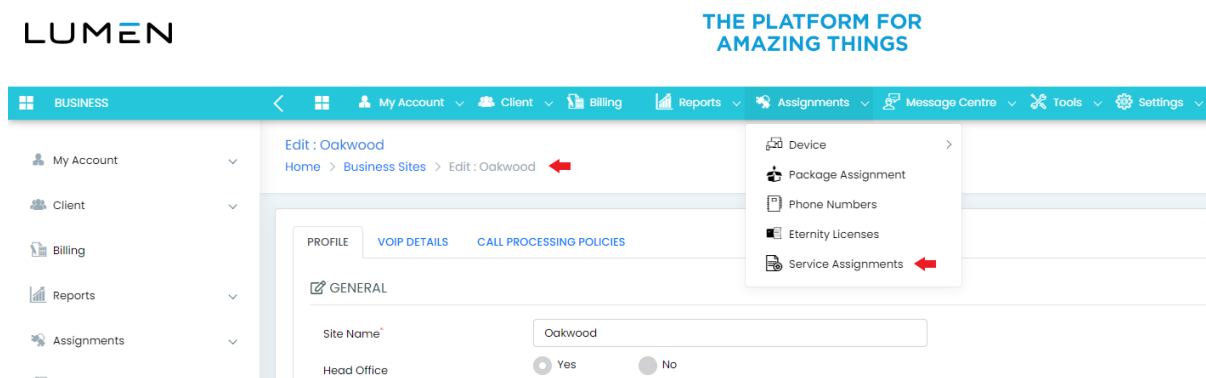 LUMEN
THE PLATFORM FOR
AMAZING THINGS
BUSINESS
My Account
Client
Billing
Reports
Assignments
Message Centre
Tools
Settings
Edit : Oakwood
Home > Business Sites > Edit : Oakwood
Device
Package Assignment
Phone Numbers
Eternity Licenses
Service Assignments
My Account
Client
Billing
Reports
Assignments
PROFILE
VOIP DETAILS
CALL PROCESSING POLICIES
GENERAL
Site Name*
Oakwood
Head Office
Yes
No